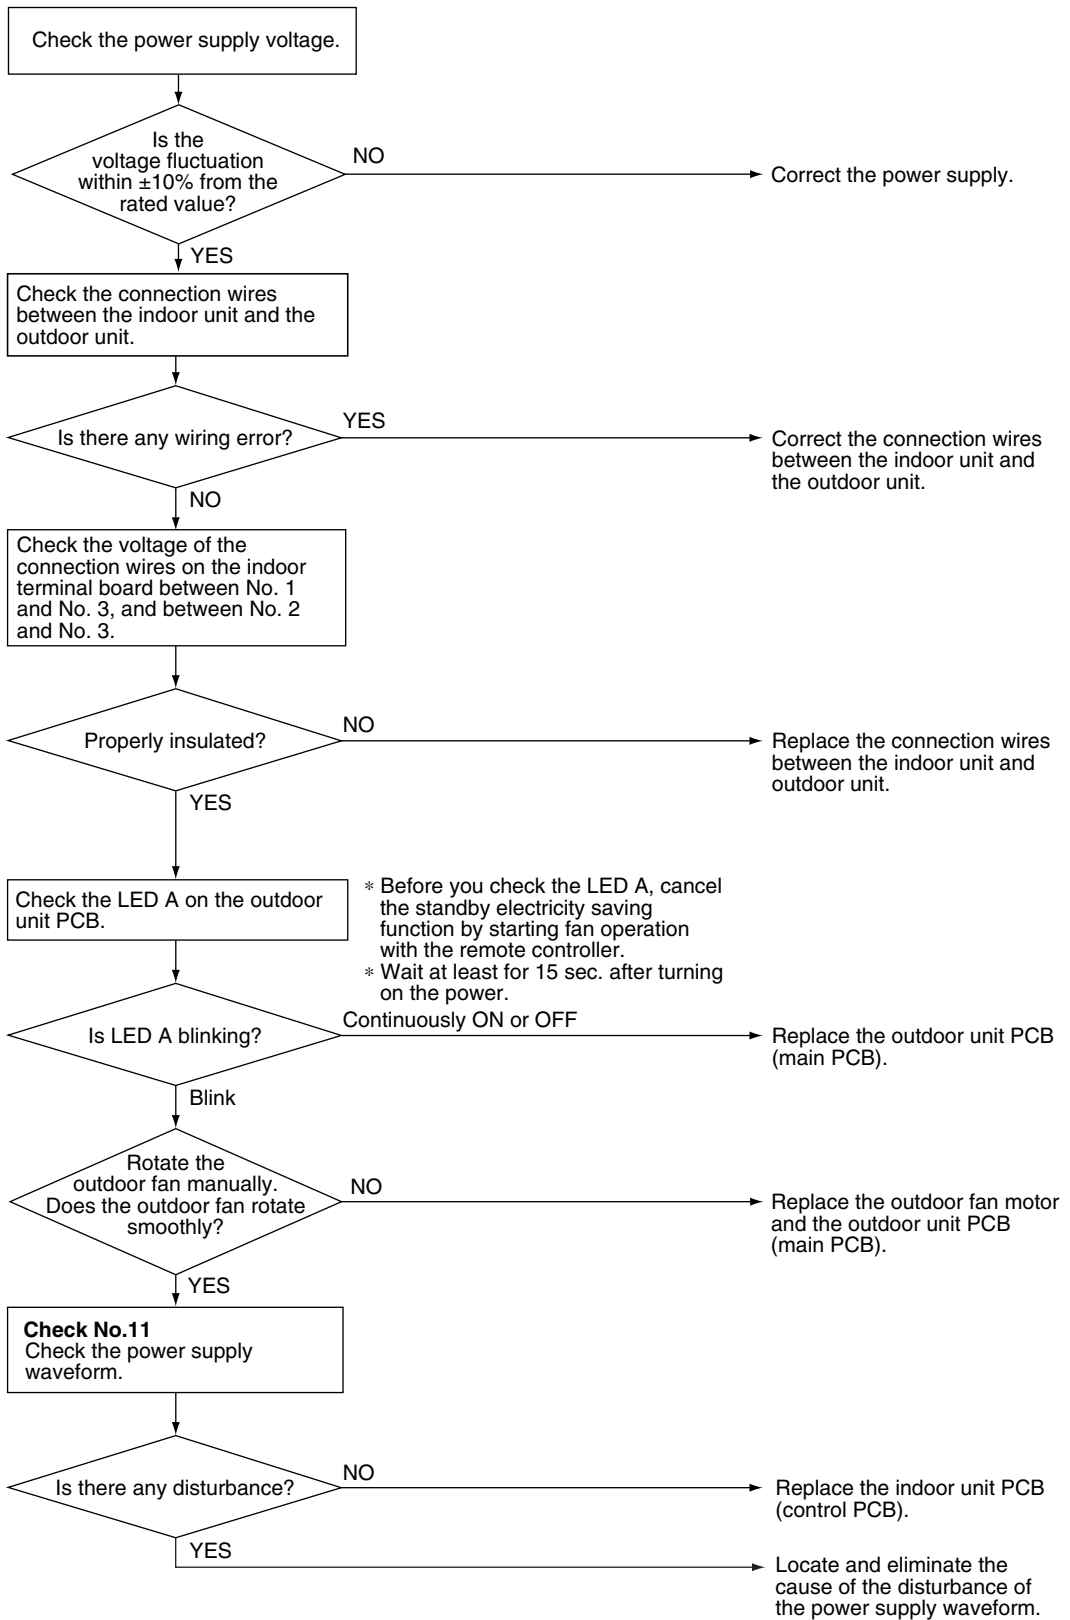 Check the power supply voltage.
Is the
voltage fluctuation
within ±10% from the
rated value?
NO
Correct the power supply.
YES
Check the connection wires
between the indoor unit and the
outdoor unit.
Is there any wiring error?
YES
Correct the connection wires
between the indoor unit and
the outdoor unit.
NO
Check the voltage of the
connection wires on the indoor
terminal board between No. 1
and No. 3, and between No. 2
and No. 3.
Properly insulated?
NO
Replace the connection wires
between the indoor unit and
outdoor unit.
YES
Check the LED A on the outdoor
unit PCB.
∗ Before you check the LED A, cancel
the standby electricity saving
function by starting fan operation
with the remote controller.
∗ Wait at least for 15 sec. after turning
on the power.
Is LED A blinking?
Continuously ON or OFF
Replace the outdoor unit PCB
(main PCB).
Blink
Rotate the
outdoor fan manually.
Does the outdoor fan rotate
smoothly?
NO
Replace the outdoor fan motor
and the outdoor unit PCB
(main PCB).
YES
Check No.11
Check the power supply
waveform.
Is there any disturbance?
NO
Replace the indoor unit PCB
(control PCB).
YES
Locate and eliminate the
cause of the disturbance of
the power supply waveform.